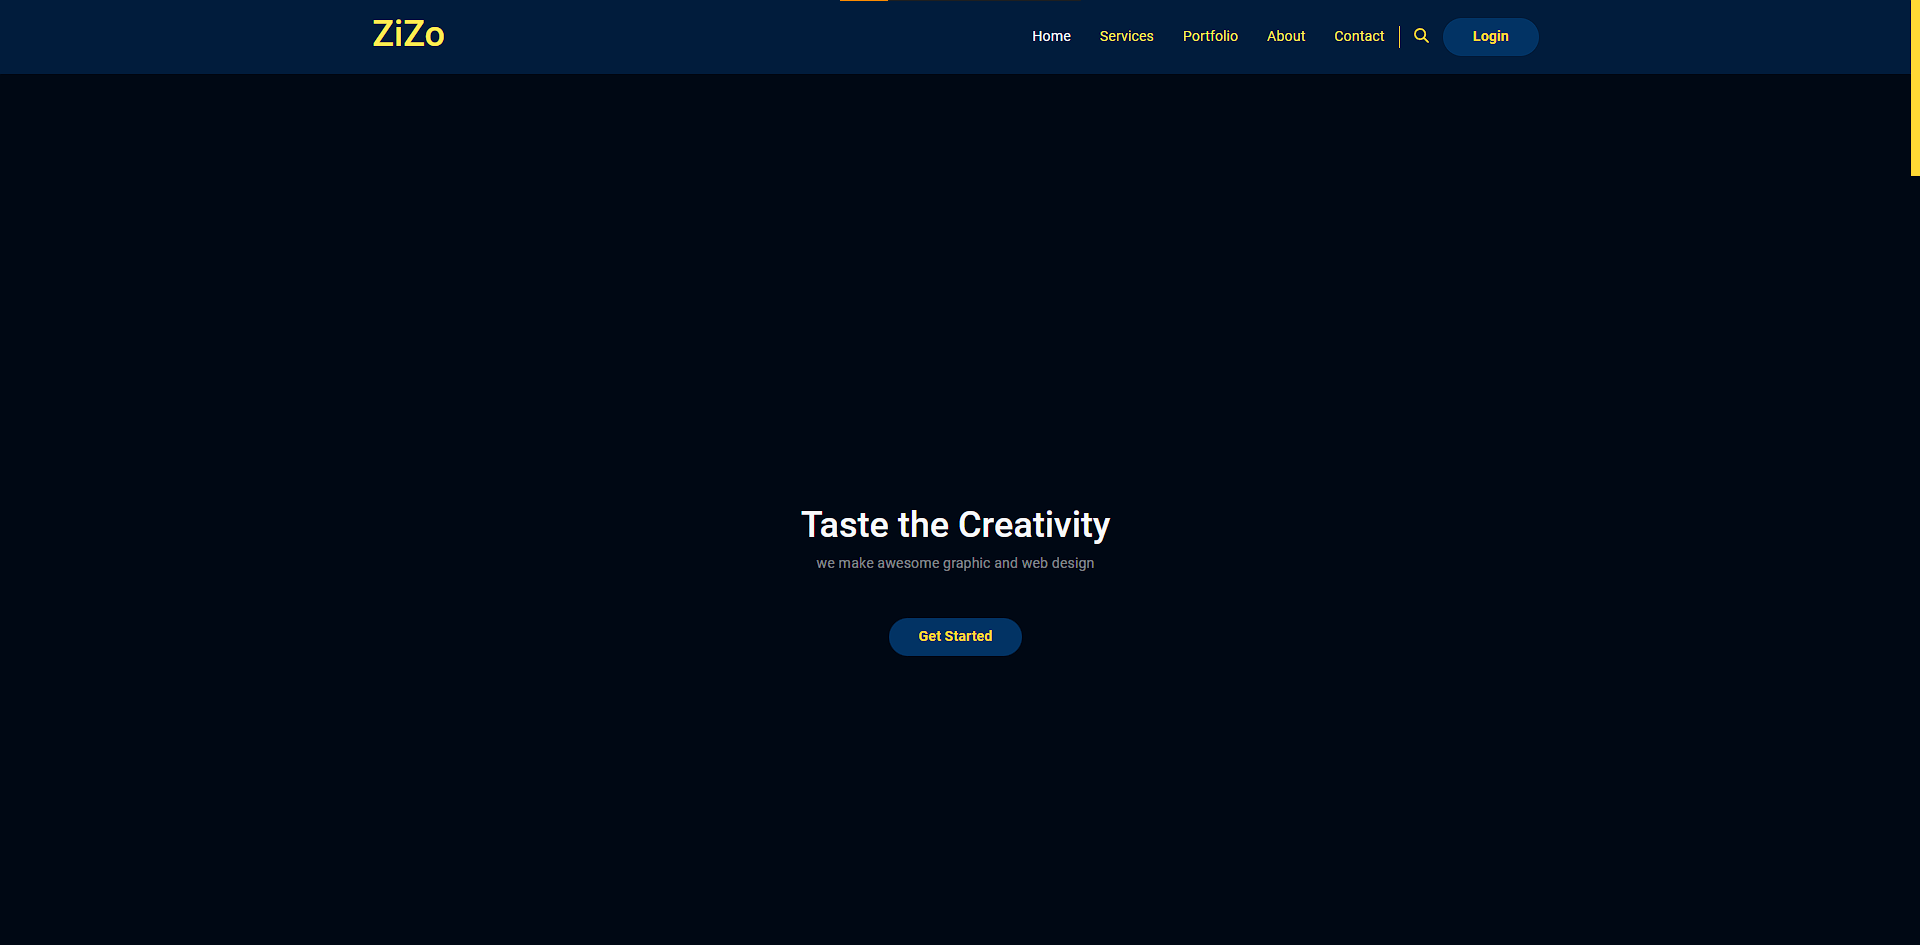 ZiZo
Home Services Portfolio About Contact Login
Taste the Creativity
we make awesome graphic and web design
Get Started